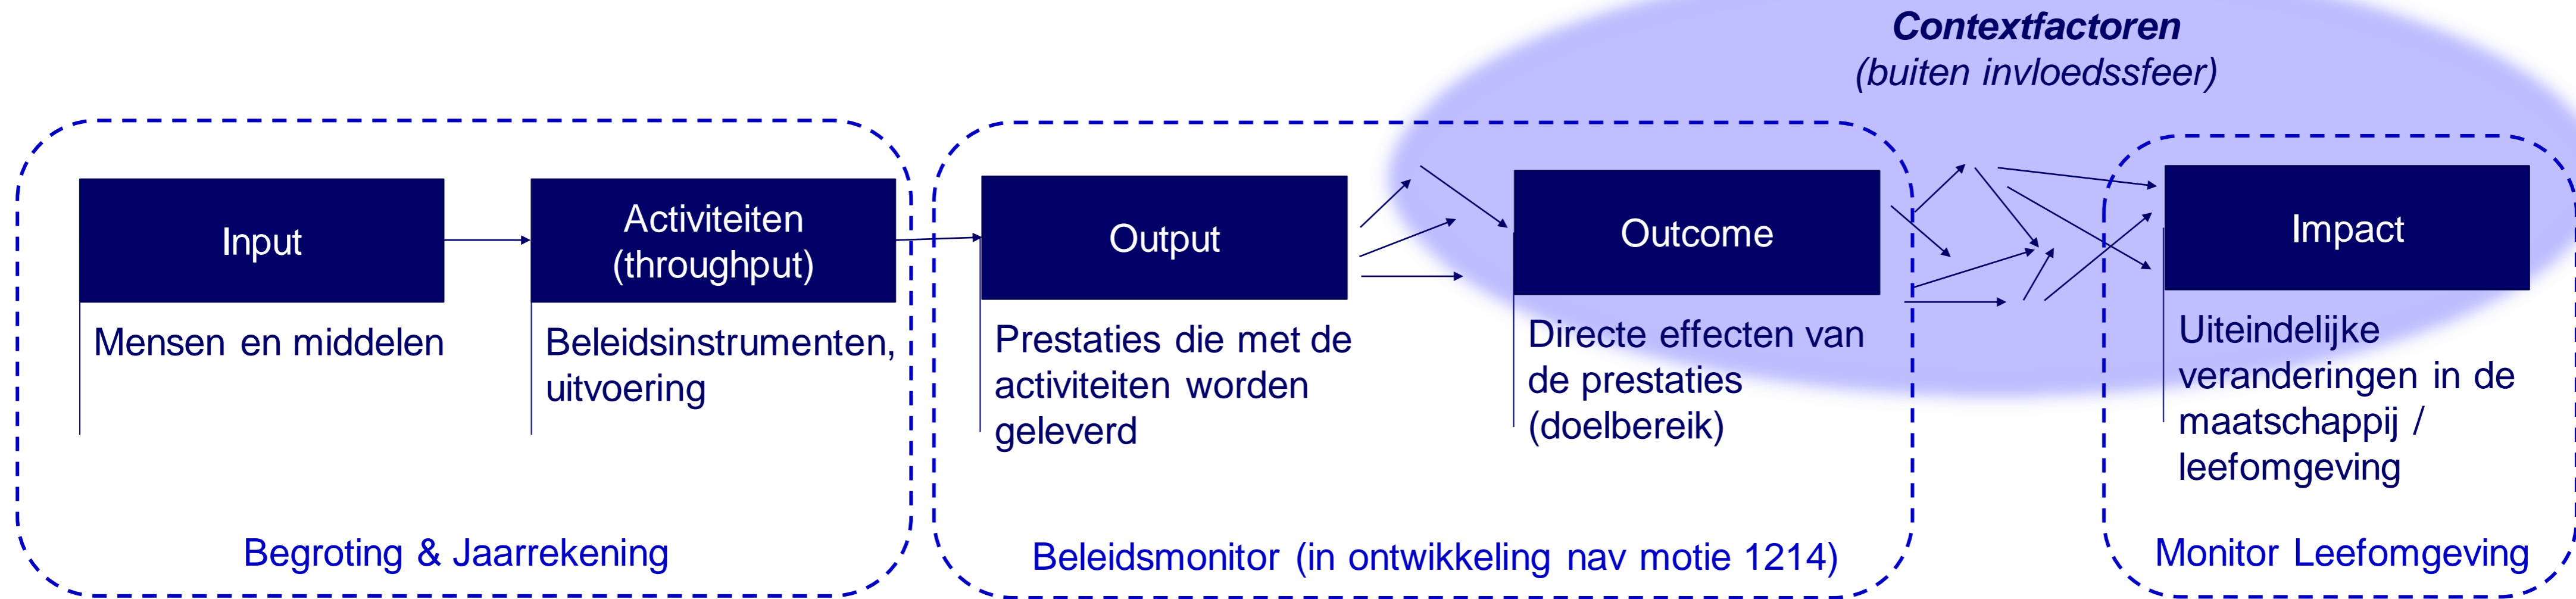 Contextfactoren
(buiten invloedssfeer)
Input
Mensen en middelen
Activiteiten
(throughput)
Beleidsinstrumenten,
uitvoering
Begroting & Jaarrekening
Output
Prestaties die met de
activiteiten worden
geleverd
Outcome
Directe effecten van
de prestaties
(doelbereik)
Beleidsmonitor (in ontwikkeling nav motie 1214)
Impact
Uiteindelijke
veranderingen in de
maatschappij /
leefomgeving
Monitor Leefomgeving